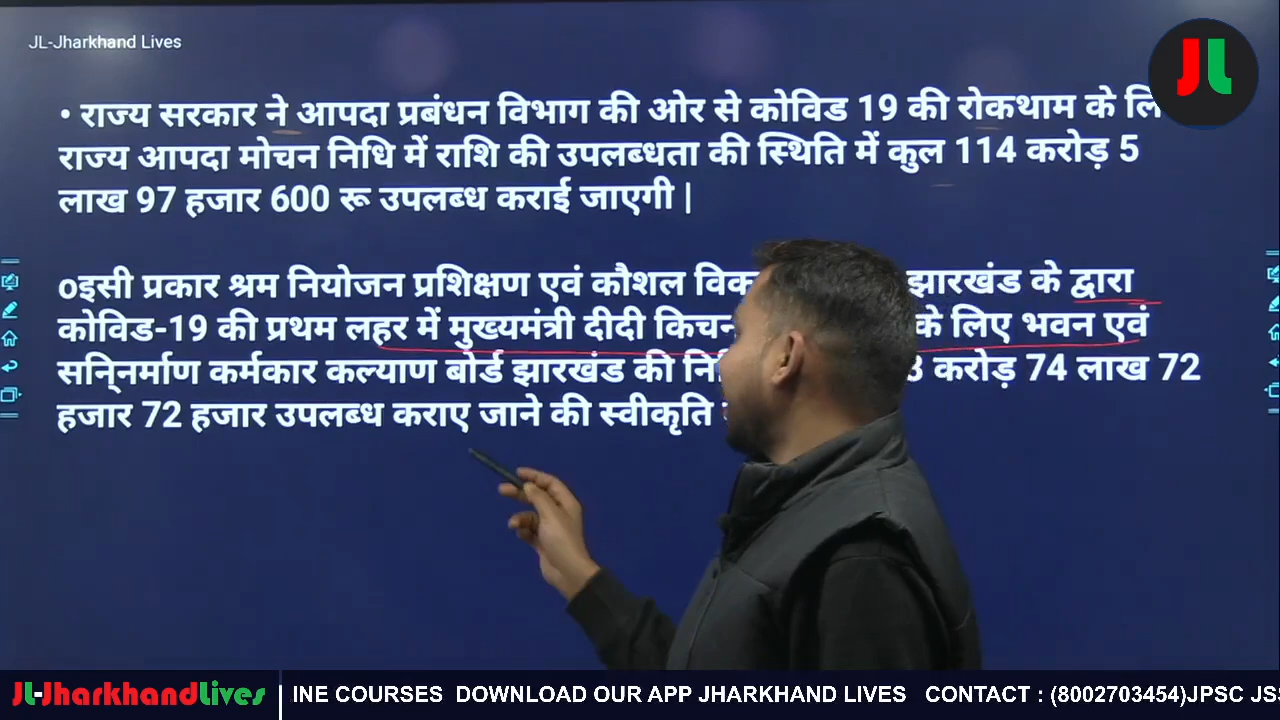 JL-Jharkhand Lives
JL
• राज्य सरकार ने आपदा प्रबंधन विभाग की ओर से कोविड 19 की रोकथाम के
राज्य आपदा मोचन निधि में राशि की उपलब्धता की स्थिति में कुल 114 करोड़ 5
लाख 97 हजार 600 रू उपलब्ध कराई जाएगी |
oइसी प्रकार श्रम नियोजन प्रशिक्षण एवं कौशल झारखंड के द्वारा
कोविड-19 की प्रथम लहर में मुख्यमंत्री दीदी किचन के लिए भवन एवं
सन्निर्माण कर्मकार कल्याण बोर्ड झारखंड की करोड़ 74 लाख 72
हजार 72 हजार उपलब्ध कराए जाने की स्वीकृति
JL-JharkhandLives INE COURSES DOWNLOAD OUR APP JHARKHAND LIVES CONTACT : (8002703454)JPSC